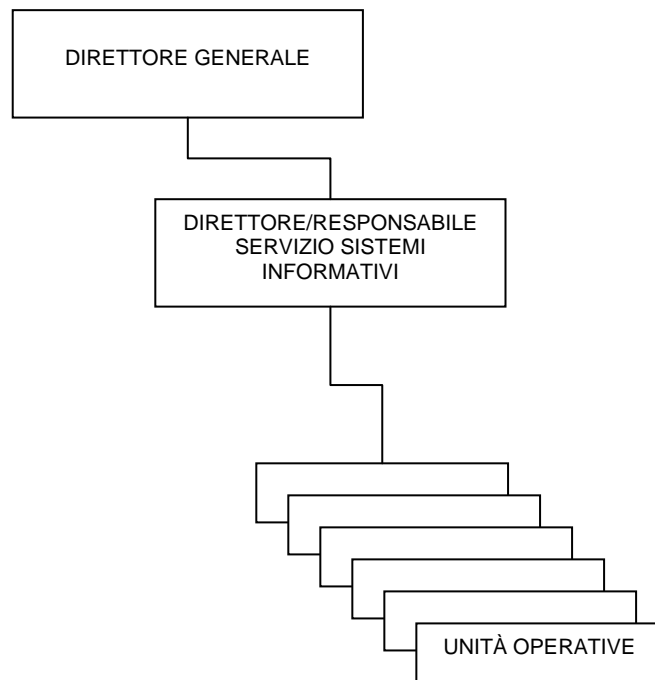 DIRETTORE GENERALE
DIRETTORE/RESPONSABILE
SERVIZIO SISTEMI
INFORMATIVI
UNITÀ OPERATIVE